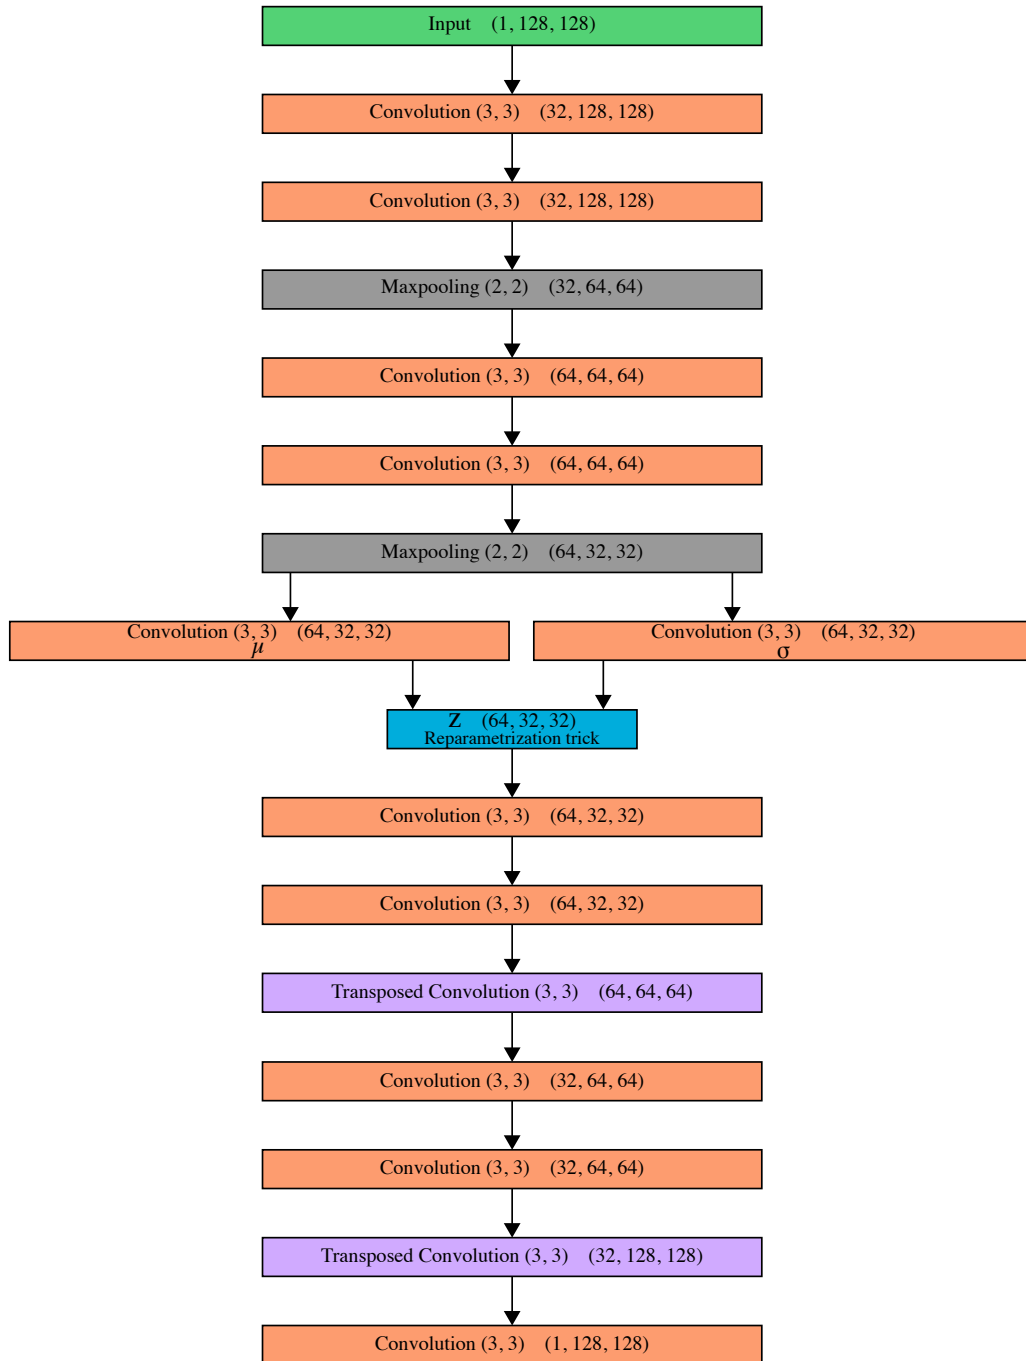 Input (1, 128, 128)
Convolution (3, 3) (32, 128, 128)
Convolution (3, 3) (32, 128, 128)
Maxpooling (2, 2) (32, 64, 64)
Convolution (3, 3) (64, 64, 64)
Convolution (3, 3) (64, 64, 64)
Maxpooling (2, 2) (64, 32, 32)
Convolution (3, 3) (64, 32, 32)
μ
Convolution (3, 3) (64, 32, 32)
σ
Z (64, 32, 32)
Reparametrization trick
Convolution (3, 3) (64, 32, 32)
Convolution (3, 3) (64, 32, 32)
Transposed Convolution (3, 3) (64, 64, 64)
Convolution (3, 3) (32, 64, 64)
Convolution (3, 3) (32, 64, 64)
Transposed Convolution (3, 3) (32, 128, 128)
Convolution (3, 3) (1, 128, 128)